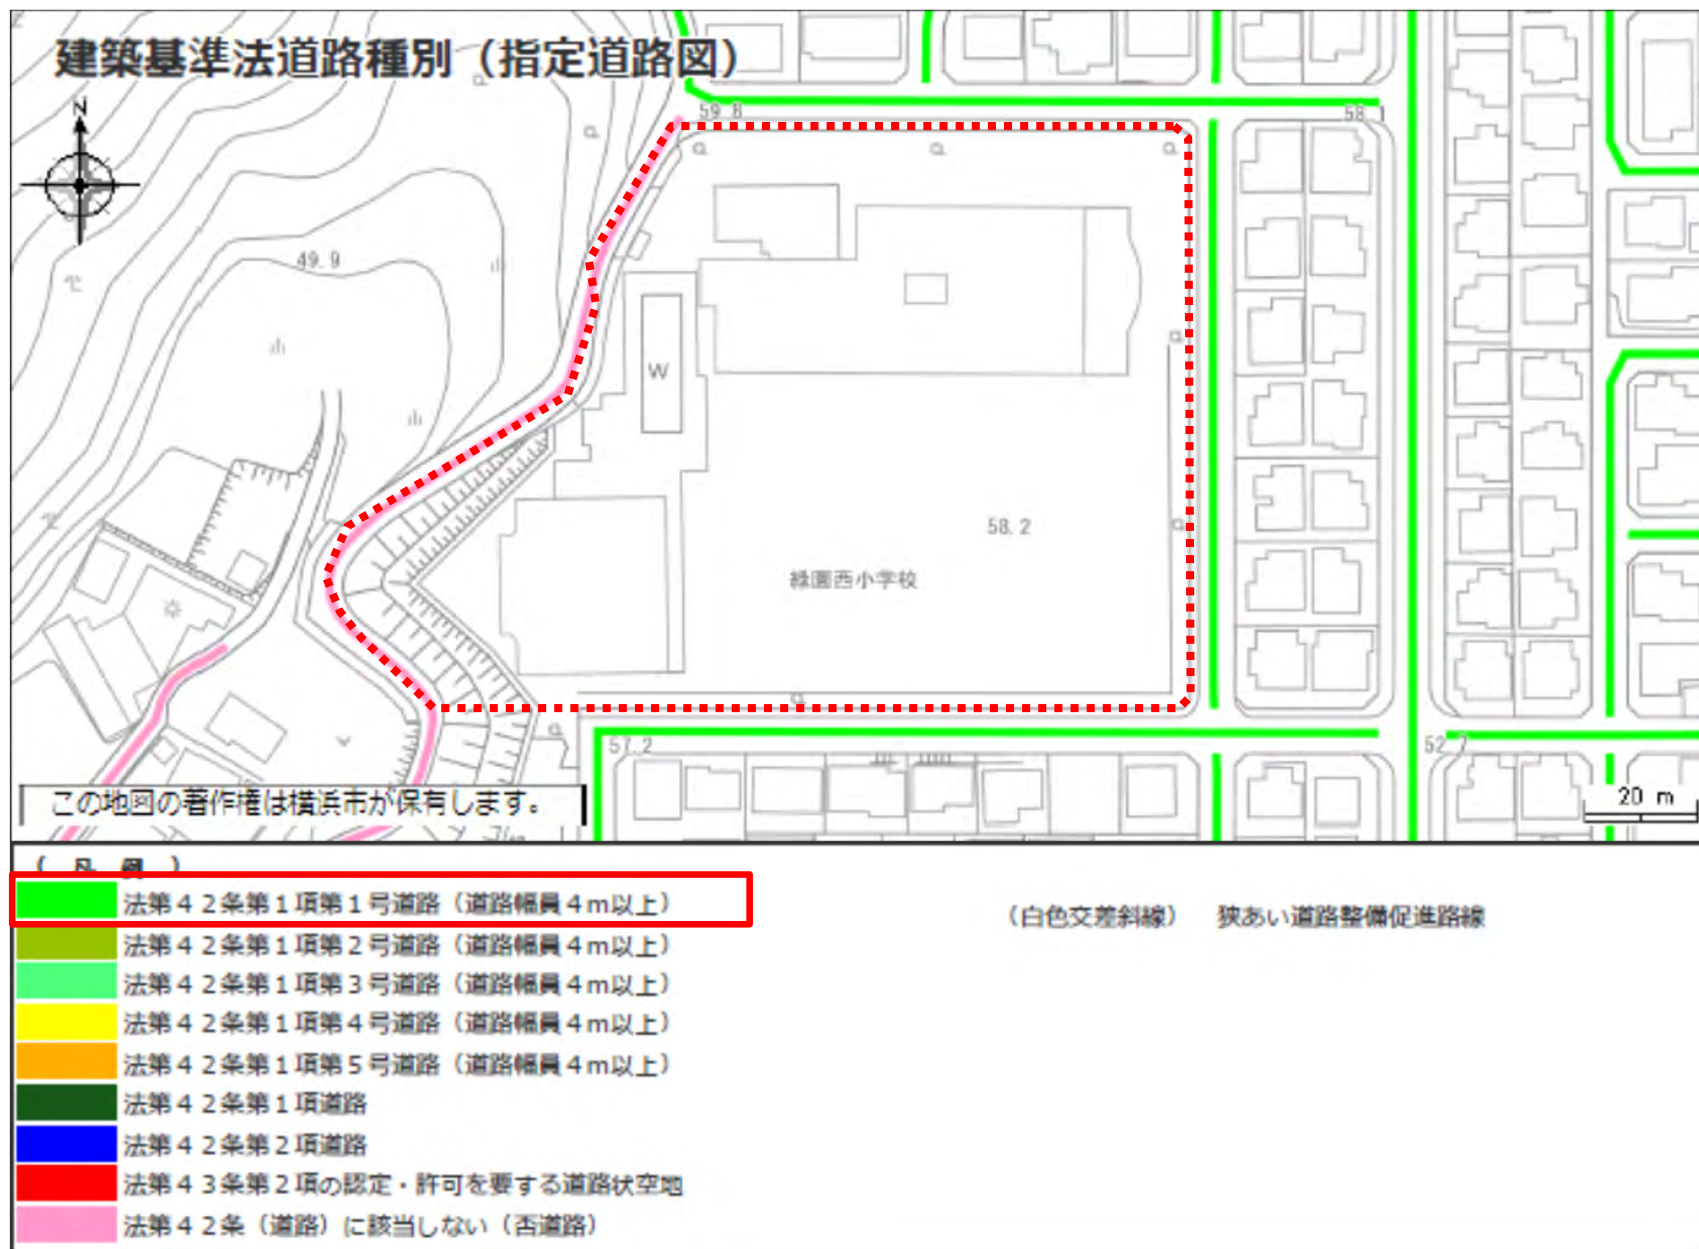 建築基準法道路種別（指定道路図）
N
59.8
58.1
49.9
W
58.2
緑園西小学校
57.2
52.7
20 m
この地図の著作権は横浜市が保有します。
（ 凡 例 ）
法第４２条第１項第１号道路（道路幅員４m以上）
（白色交差斜線） 狭あい道路整備促進路線
法第４２条第１項第２号道路（道路幅員４m以上）
法第４２条第１項第３号道路（道路幅員４m以上）
法第４２条第１項第４号道路（道路幅員４m以上）
法第４２条第１項第５号道路（道路幅員４m以上）
法第４２条第１項道路
法第４２条第２項道路
法第４３条第２項の認定・許可を要する道路状空地
法第４２条（道路）に該当しない（否道路）